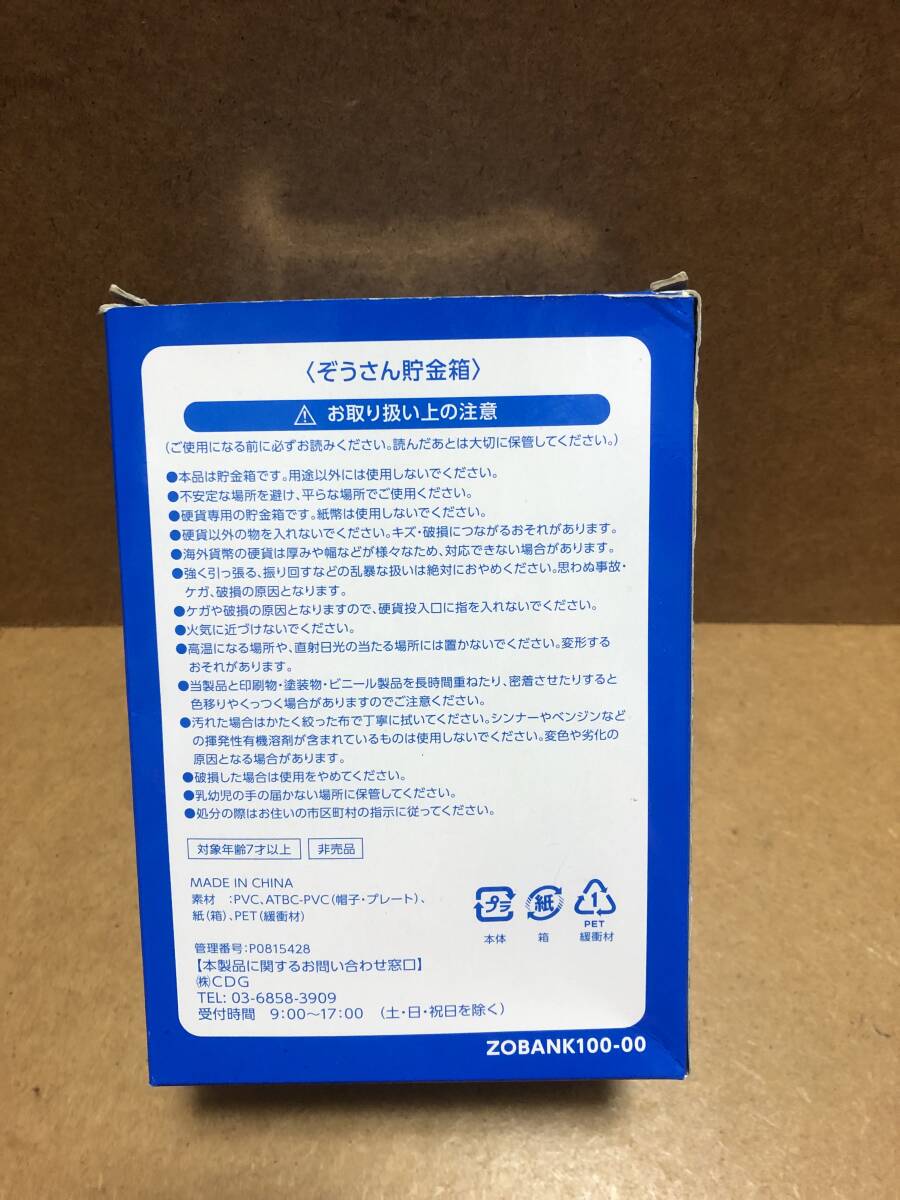 〈ぞうさん貯金箱〉
⚠ お取り扱い上の注意
(ご使用になる前に必ずお読みください。読んだあとは大切に保管してください。)
●本品は貯金箱です。用途以外には使用しないでください。
●不安定な場所を避け、平らな場所でご使用ください。
●硬貨専用の貯金箱です。紙幣は使用しないでください。
●硬貨以外の物を入れないでください。キズ・破損につながるおそれがあります。
●海外貨幣の硬貨は厚みや幅などが様々なため、対応できない場合があります。
●強く引っ張る、振り回すなどの乱暴な扱いは絶対におやめください。思わぬ事故・
ケガ、破損の原因となります。
●ケガや破損の原因となりますので、硬貨投入口に指を入れないでください。
●火気に近づけないでください。
●高温になる場所や、直射日光の当たる場所には置かないでください。変形する
おそれがあります。
●当製品と印刷物・塗装物・ビニール製品を長時間重ねたり、密着させたりすると
色移りやくっつく場合がありますのでご注意ください。
●汚れた場合はかたく絞った布で丁寧に拭いてください。シンナーやベンジンなど
の揮発性有機溶剤が含まれているものは使用しないでください。変色や劣化の
原因となる場合があります。
●破損した場合は使用をやめてください。
●乳幼児の手の届かない場所に保管してください。
●処分の際はお住いの市区町村の指示に従ってください。
対象年齢7才以上 非売品
MADE IN CHINA
素材 :PVC、ATBC-PVC(帽子・プレート)、
紙(箱)、PET(緩衝材)
プラ 紙 1
PET
本体 箱 緩衝材
管理番号:P0815428
【本製品に関するお問い合わせ窓口】
㈱CDG
TEL: 03-6858-3909
受付時間 9:00〜17:00 (土・日・祝日を除く)
ZOBANK100-00